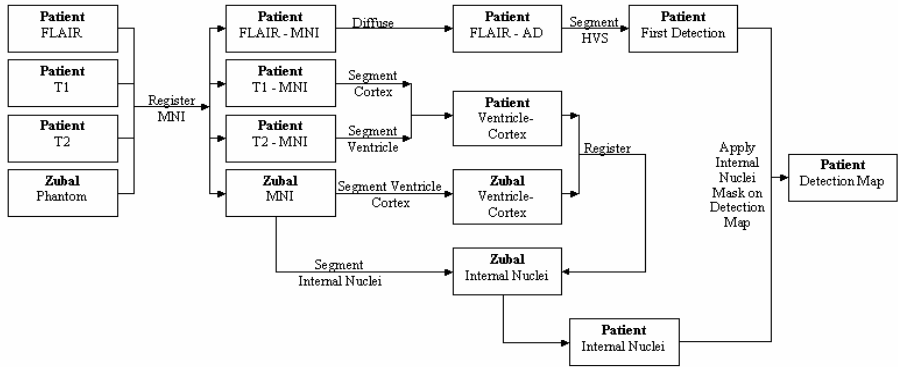 Patient
FLAIR
Patient
T1
Patient
T2
Zubal
Phantom
Register
MNI
Patient
FLAIR - MNI
Patient
T1 - MNI
Patient
T2 - MNI
Zubal
MNI
Diffuse
Segment
Cortex
Segment
Ventricle
Segment Ventricle
Cortex
Segment
Internal Nuclei
Patient
FLAIR - AD
Patient
Ventricle-
Cortex
Zubal
Ventricle-
Cortex
Zubal
Internal Nuclei
Segment
HVS
Register
Patient
First Detection
Patient
Internal Nuclei
Apply
Internal
Nuclei
Mask on
Detection
Map
Patient
Detection Map